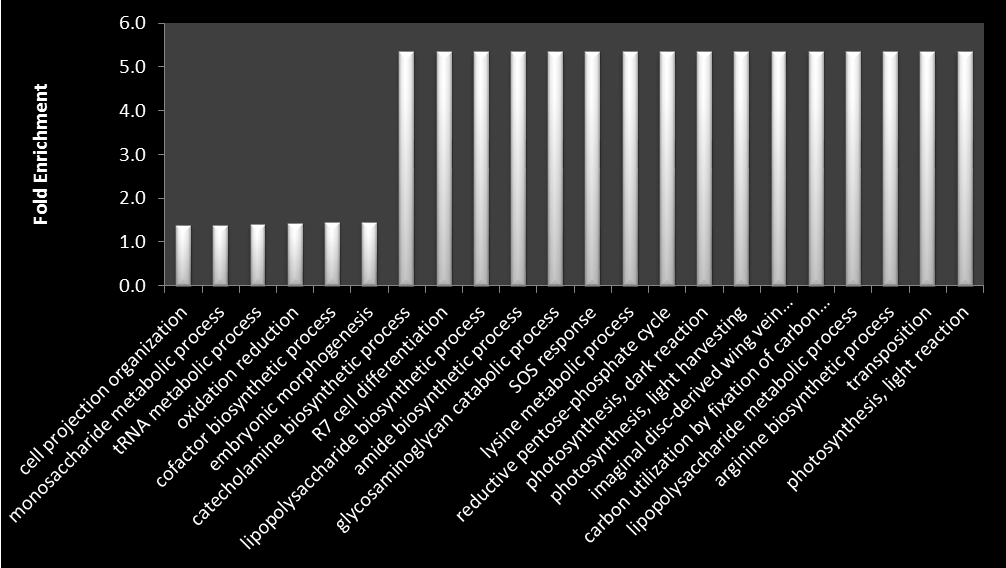 Fold Enrichment
6.0
5.0
4.0
3.0
2.0
1.0
0.0
cell projection organization
monosaccharide metabolic process
tRNA metabolic process
oxidation reduction
cofactor biosynthetic process
embryonic morphogenesis
catecholamine biosynthetic process
R7 cell differentiation
lipopolysaccharide biosynthetic process
amide biosynthetic process
glycosaminoglycan catabolic process
SOS response
lysine metabolic process
reductive pentose-phosphate cycle
photosynthesis, dark reaction
photosynthesis, light harvesting
imaginal disc-derived wing vein...
carbon utilization by fixation of carbon...
lipopolysaccharide metabolic process
arginine biosynthetic process
transposition
photosynthesis, light reaction